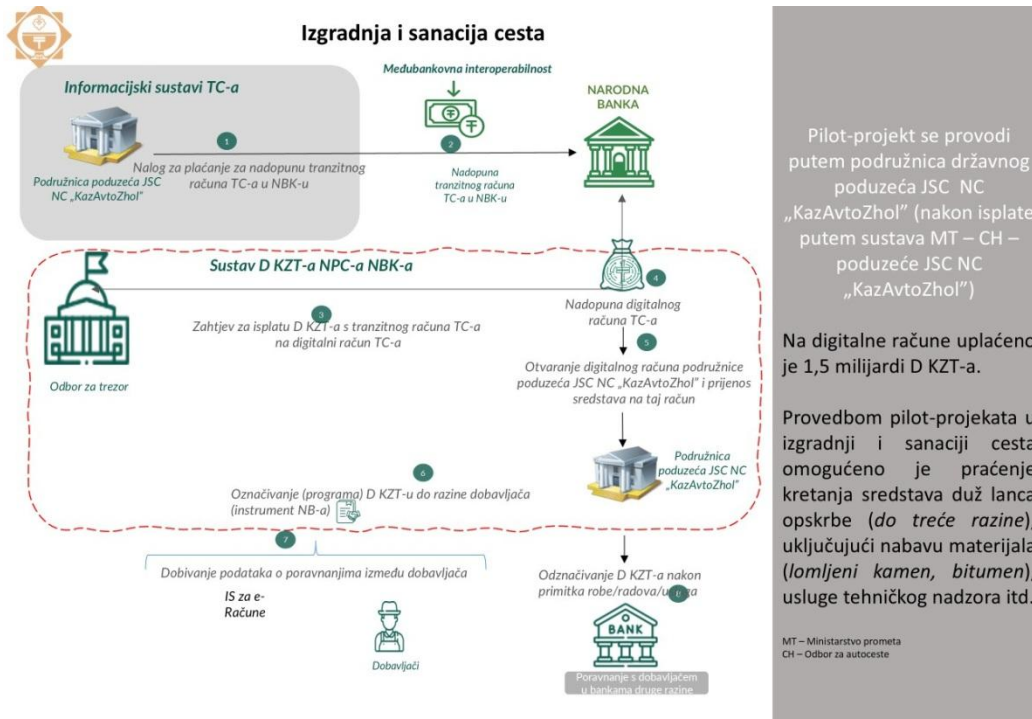 Izgradnja i sanacija cesta
Međubankovna interoperabilnost
Informacijski sustavi TC-a
NARODNA
BANKA
1
2
Nalog za plaćanje za nadopunu tranzitnog
računa TC-a u NBK-u
Podružnica poduzeća JSC
NC „KazAvtoZhol"
Nadopuna
tranzitnog računa
TC-a u NBK-u
Sustav D KZT-a NPC-a NBK-a
4
3
Nadopuna digitalnog
računa TC-a
Zahtjev za isplatu D KZT-a s tranzitnog računa TC-a
na digitalni račun TC-a
5
Odbor za trezor
Otvaranje digitalnog računa podružnice
poduzeća JSC NC „KazAvtoZhol" i prijenos
sredstava na taj račun
Podružnica
poduzeća JSC NC
„KazAvtoZhol"
6
Označivanje (programa) D KZT-u do razine dobavljača
(instrument NB-a)
7
Dobivanje podataka o poravnanjima između dobavljača
IS za e-
Račune
Dobavljači
Odznačivanje D KZT-a nakon
primitka robe/radova/
8
BANK
Poravnanje s dobavljačem
u bankama druge razine
Pilot-projekt se provodi
putem podružnica državnog
poduzeća JSC NC
„KazAvtoZhol" (nakon isplate
putem sustava MT – CH –
poduzeće JSC NC
„KazAvtoZhol")
Na digitalne račune uplaćeno
je 1,5 milijardi D KZT-a.
Provedbom pilot-projekata u
izgradnji i sanaciji cesta
omogućeno je praćenje
kretanja sredstava duž lanca
opskrbe (do treće razine),
uključujući nabavu materijala
(lomljeni kamen, bitumen),
usluge tehničkog nadzora itd.
MT – Ministarstvo prometa
CH – Odbor za autoceste